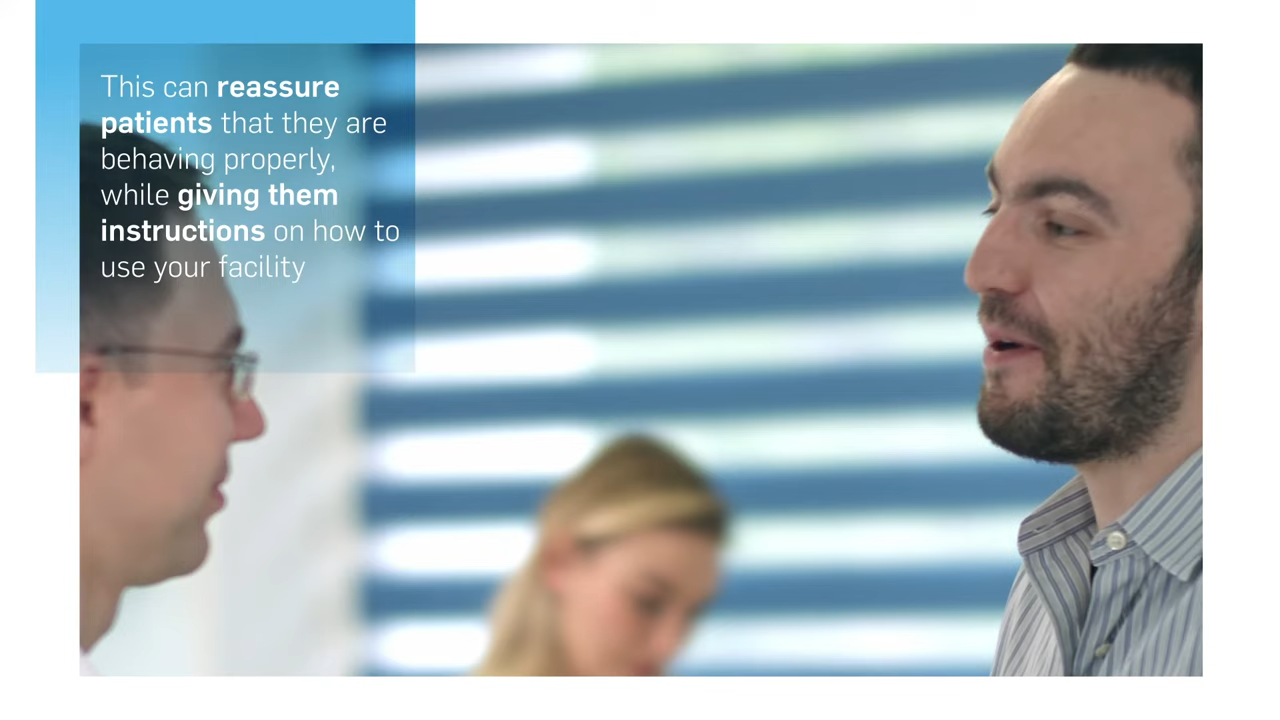 This can reassure
patients that they are
behaving properly,
while giving them
instructions on how to
use your facility